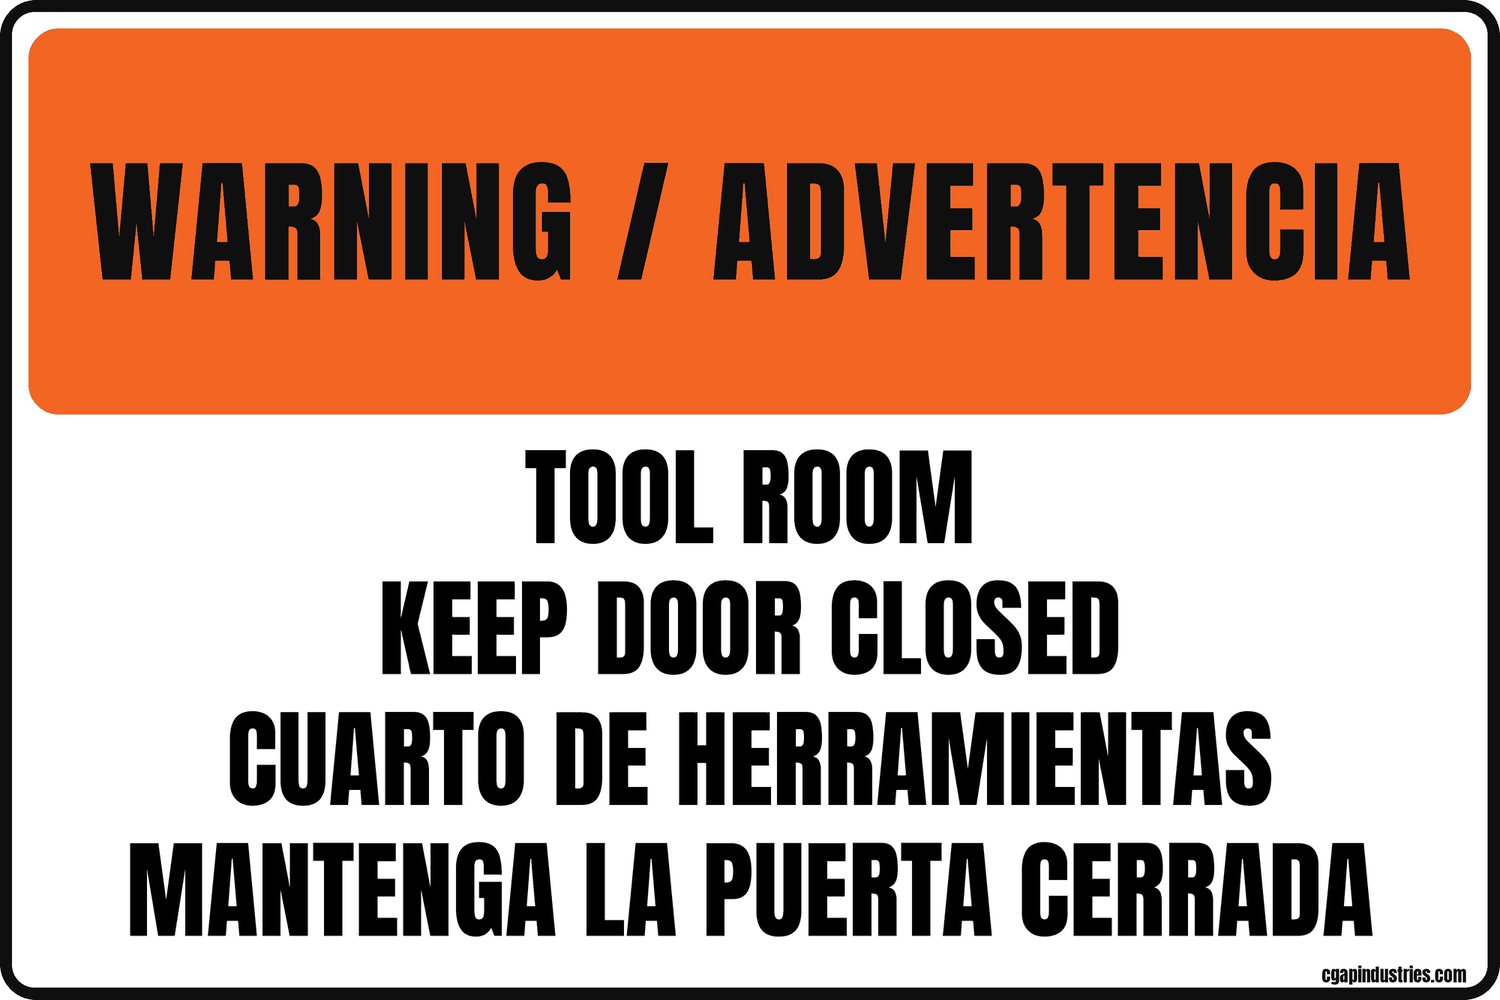 WARNING / ADVERTENCIA
TOOL ROOM
KEEP DOOR CLOSED
CUARTO DE HERRAMIENTAS
MANTENGA LA PUERTA CERRADA
cgapindustries.com